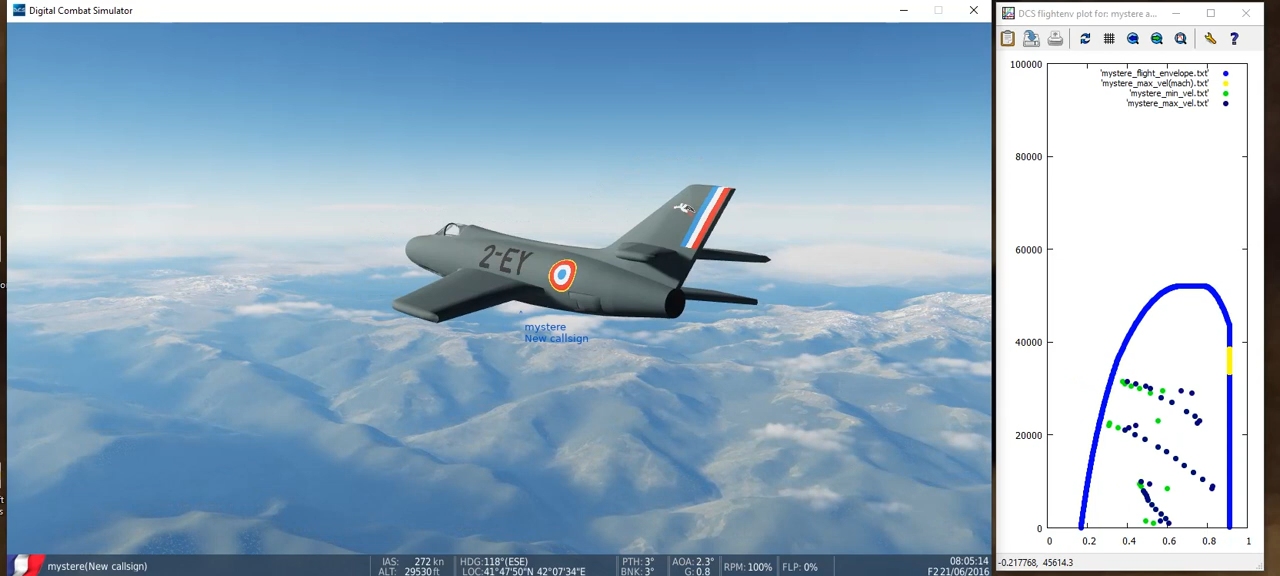 Digital Combat Simulator
2-EY
mystere
New callsign
mystere(New callsign)
IAS: 272 kn
ALT: 29530 ft
HDG:118°(ESE)
LOC:41°47'50"N 42°07'34"E
PTH: 3°
BNK: 3°
AOA: 2.3°
G: 0.8
RPM: 100%
FLP: 0%
08:05:14
F2 21/06/2016
DCS flightenv plot for: mystere a...
100000
80000
60000
40000
20000
0
0
0.2
0.4
0.6
0.8
1
'mystere_flight_envelope.txt'
'mystere_max_vel(mach).txt'
'mystere_min_vel.txt'
'mystere_max_vel.txt'
-0.217768, 45614.3